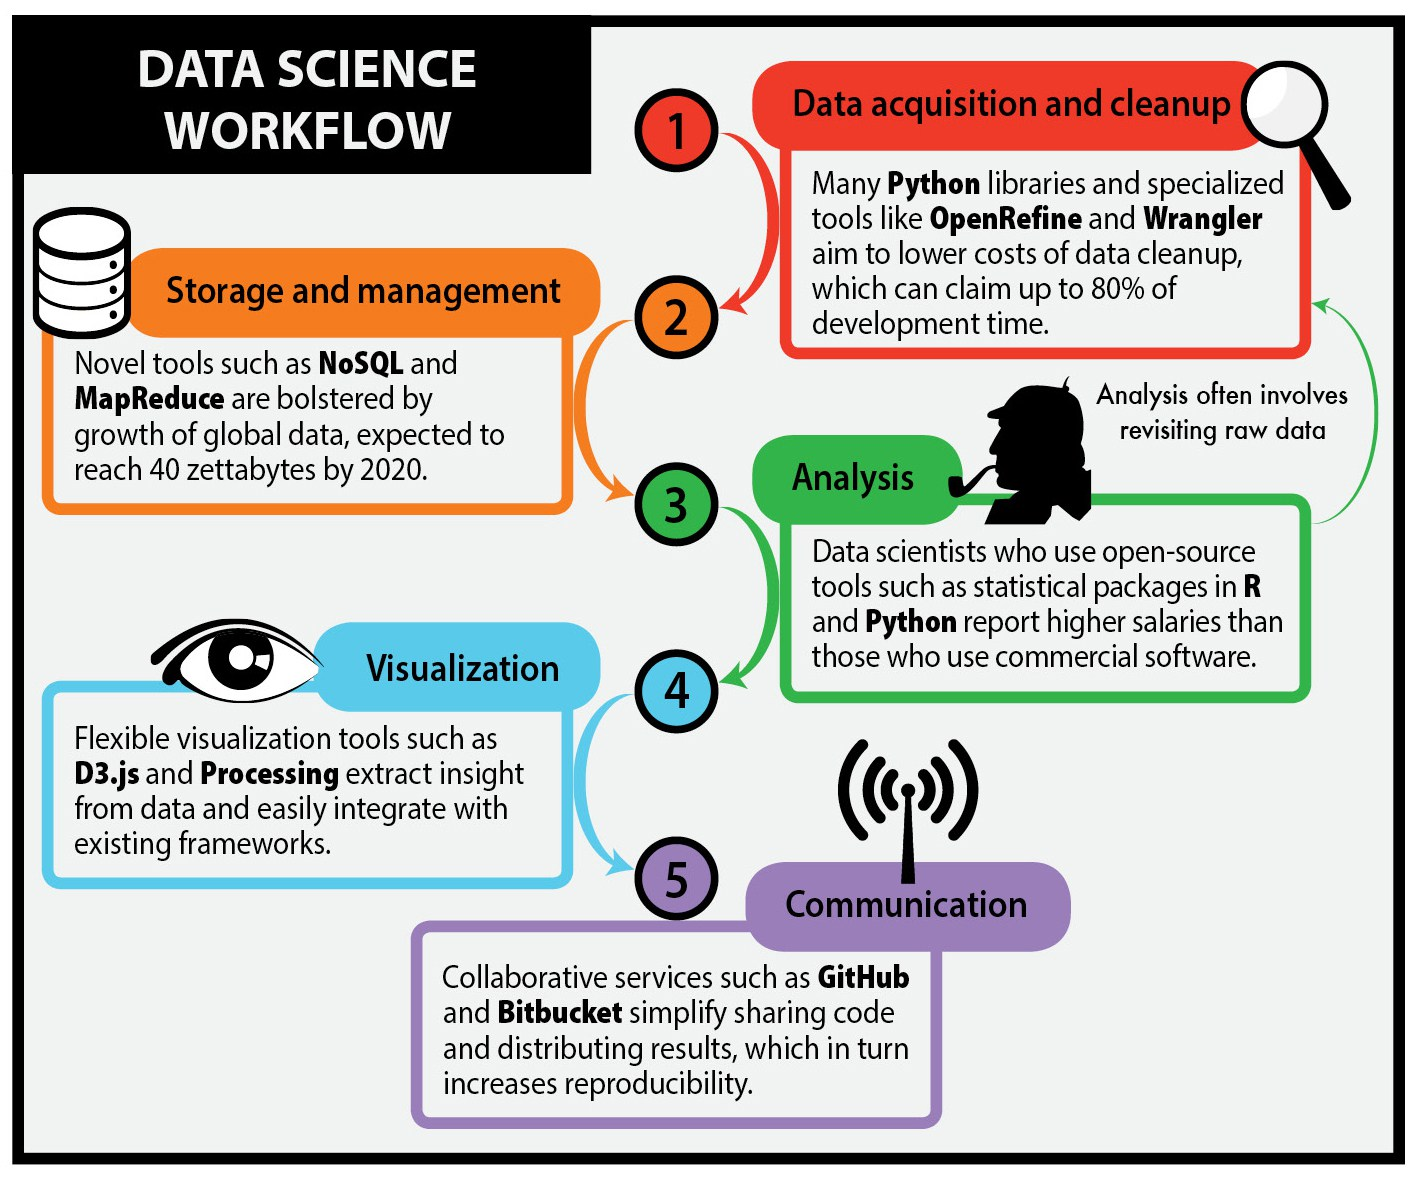 DATA SCIENCE
WORKFLOW
1
Data acquisition and cleanup
Many Python libraries and specialized
tools like OpenRefine and Wrangler
aim to lower costs of data cleanup,
which can claim up to 80% of
development time.
2
Storage and management
Novel tools such as NoSQL and
MapReduce are bolstered by
growth of global data, expected to
reach 40 zettabytes by 2020.
3
Analysis
Analysis often involves
revisiting raw data
Data scientists who use open-source
tools such as statistical packages in R
and Python report higher salaries than
those who use commercial software.
4
Visualization
Flexible visualization tools such as
D3.js and Processing extract insight
from data and easily integrate with
existing frameworks.
5
Communication
Collaborative services such as GitHub
and Bitbucket simplify sharing code
and distributing results, which in turn
increases reproducibility.